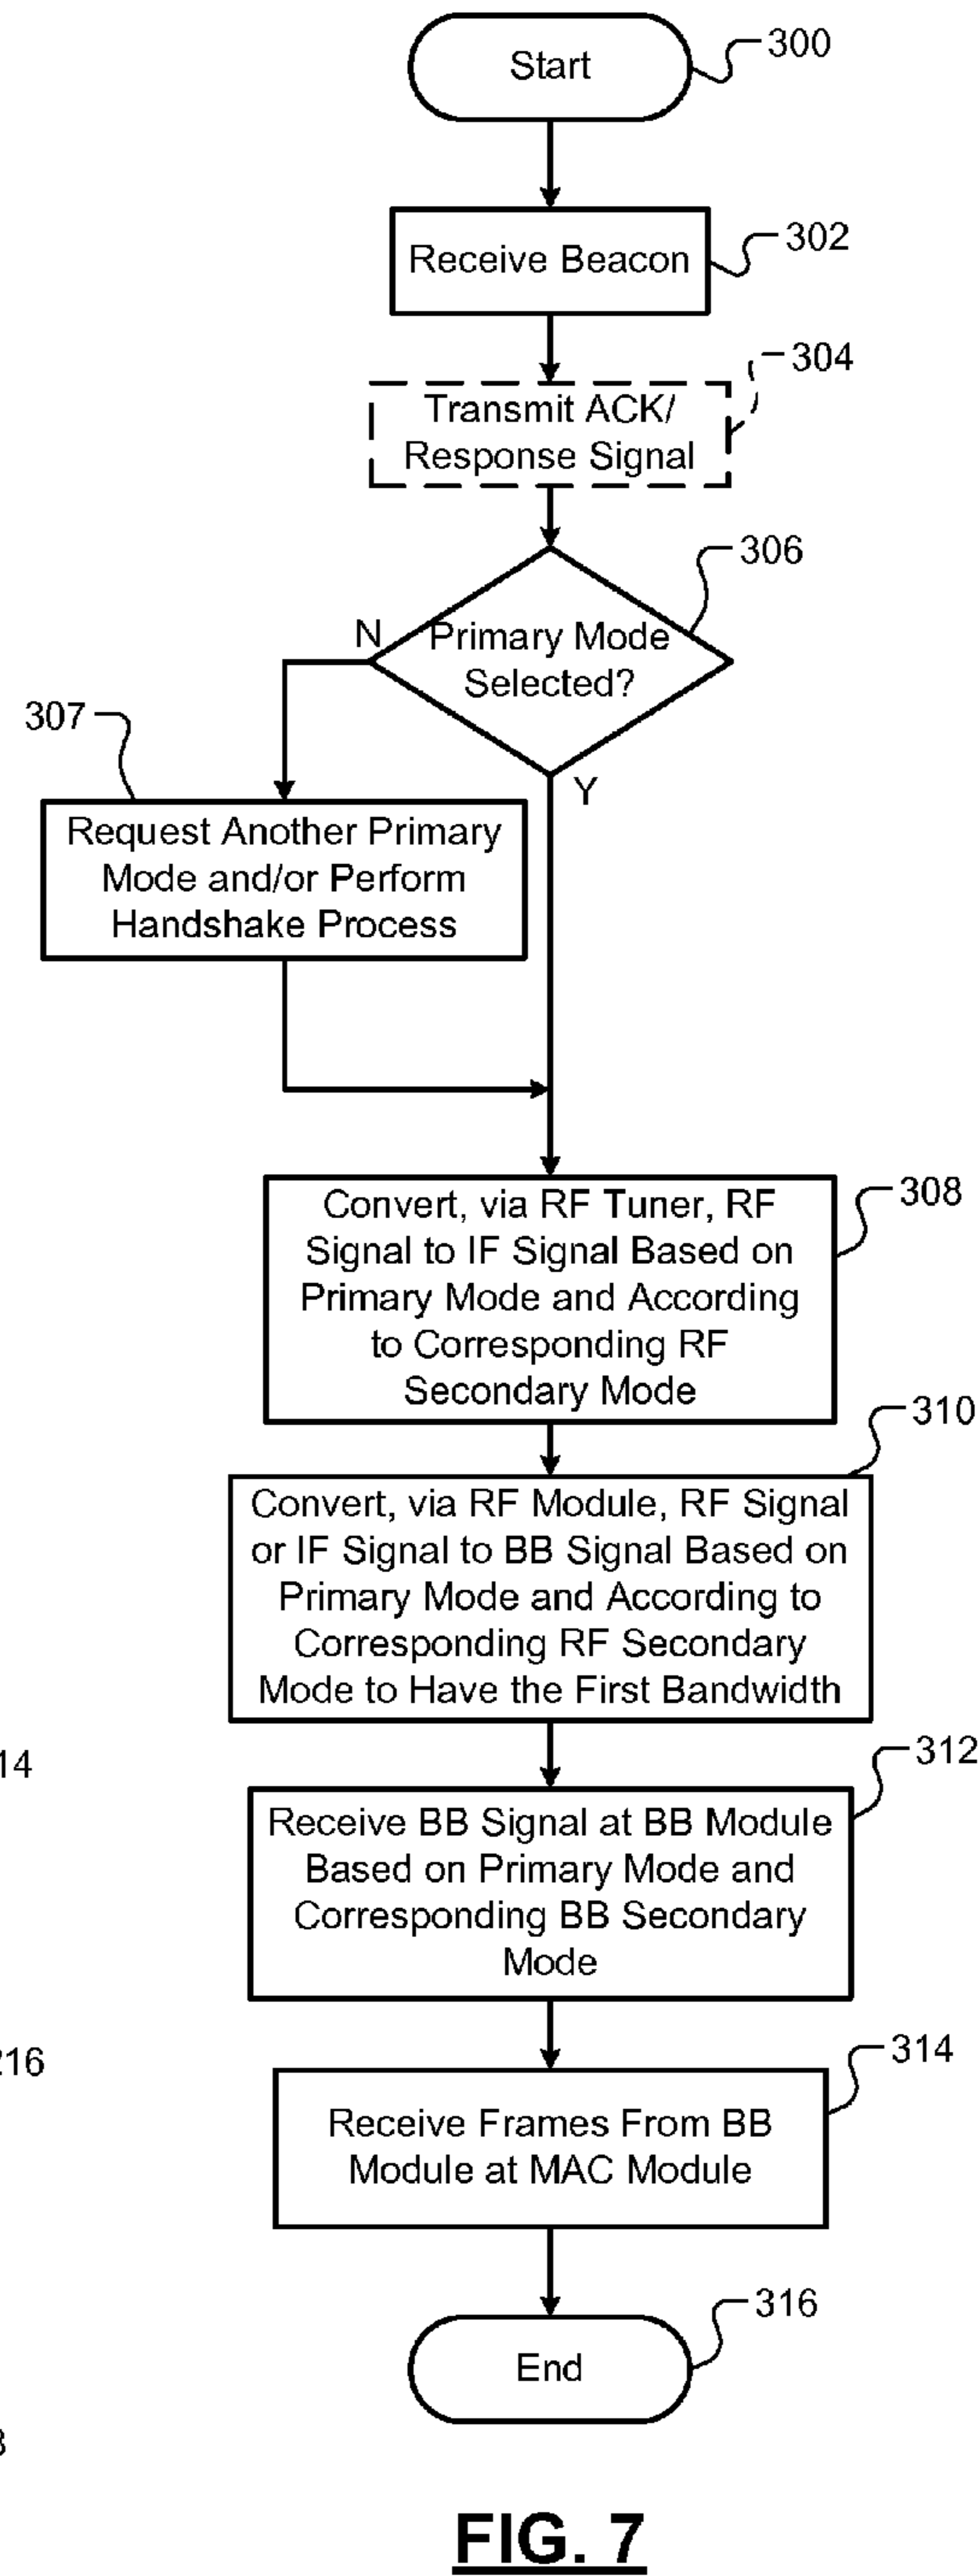 Start
300
Receive Beacon
302
304
Transmit ACK/
Response Signal
306
N
Primary Mode
Selected?
Y
307
Request Another Primary
Mode and/or Perform
Handshake Process
308
Convert, via RF Tuner, RF
Signal to IF Signal Based on
Primary Mode and According
to Corresponding RF
Secondary Mode
310
Convert, via RF Module, RF Signal
or IF Signal to BB Signal Based on
Primary Mode and According to
Corresponding RF Secondary
Mode to Have the First Bandwidth
14
312
Receive BB Signal at BB Module
Based on Primary Mode and
Corresponding BB Secondary
Mode
216
314
Receive Frames From BB
Module at MAC Module
316
End
FIG. 7